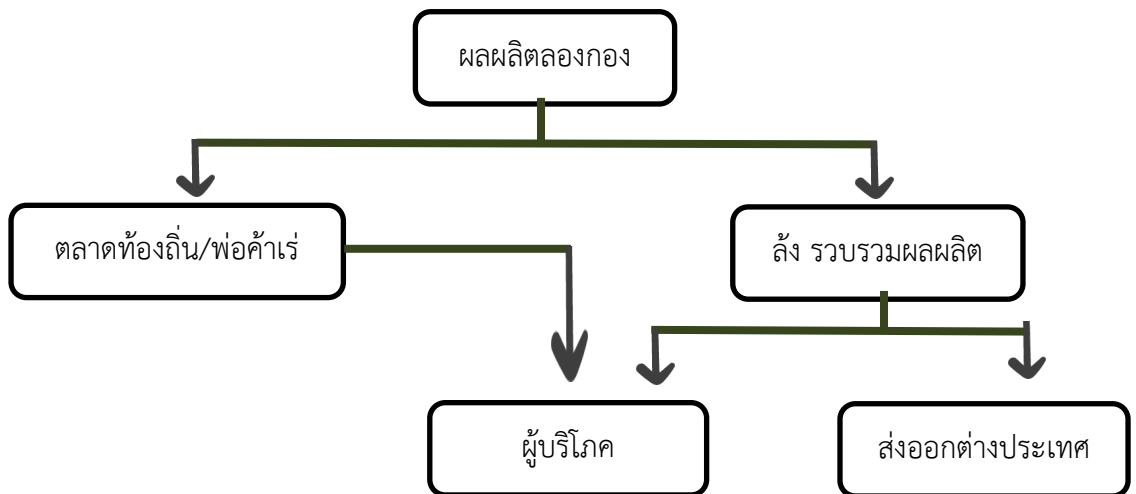 ผลผลิตลองกอง
ตลาดท้องถิ่น/พ่อค้าเร่
ล้ง รวบรวมผลผลิต
ผู้บริโภค
ส่งออกต่างประเทศ